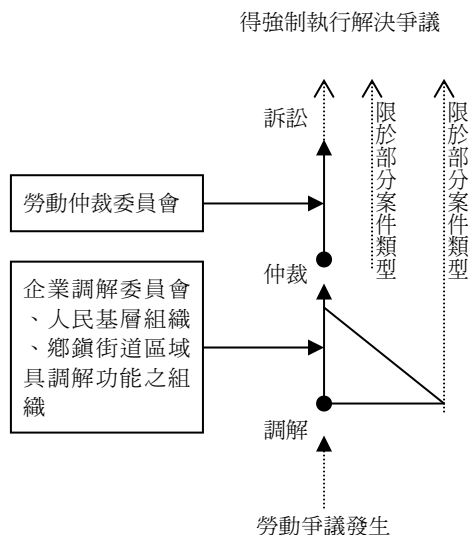 得強制執行解決爭議
訴訟
限於部分案件類型
限於部分案件類型
勞動仲裁委員會
仲裁
企業調解委員會
、人民基層組織
、鄉鎮街道區域
具調解功能之組
織
調解
勞動爭議發生